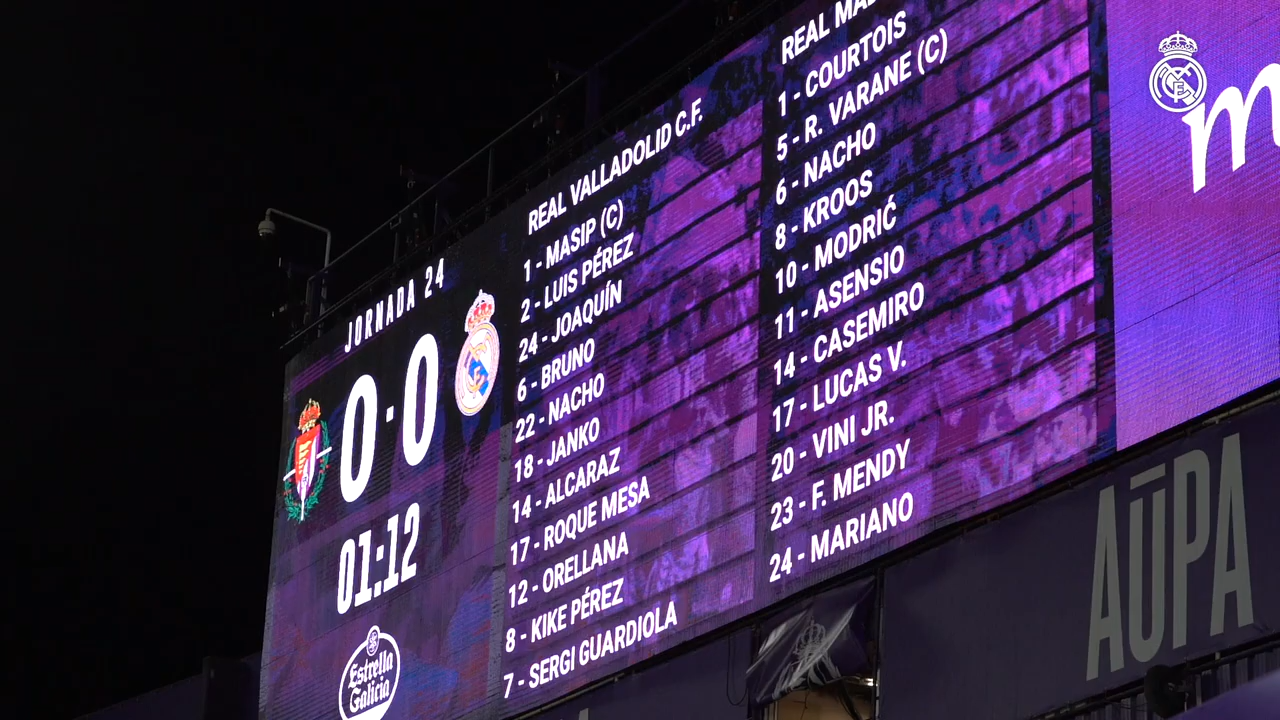 JORNADA 24
0 - 0
01:12
Estrella
Galicia
REAL VALLADOLID C.F.
1 - MASIP (C)
2 - LUIS PÉREZ
24 - JOAQUÍN
6 - BRUNO
22 - NACHO
18 - JANKO
14 - ALCARAZ
17 - ROQUE MESA
12 - ORELLANA
8 - KIKE PÉREZ
7 - SERGI GUARDIOLA
REAL
1 - COURTOIS
5 - R. VARANE (C)
6 - NACHO
8 - KROOS
10 - MODRIĆ
11 - ASENSIO
14 - CASEMIRO
17 - LUCAS V.
20 - VINI JR.
23 - F. MENDY
24 - MARIANO
AŪPA